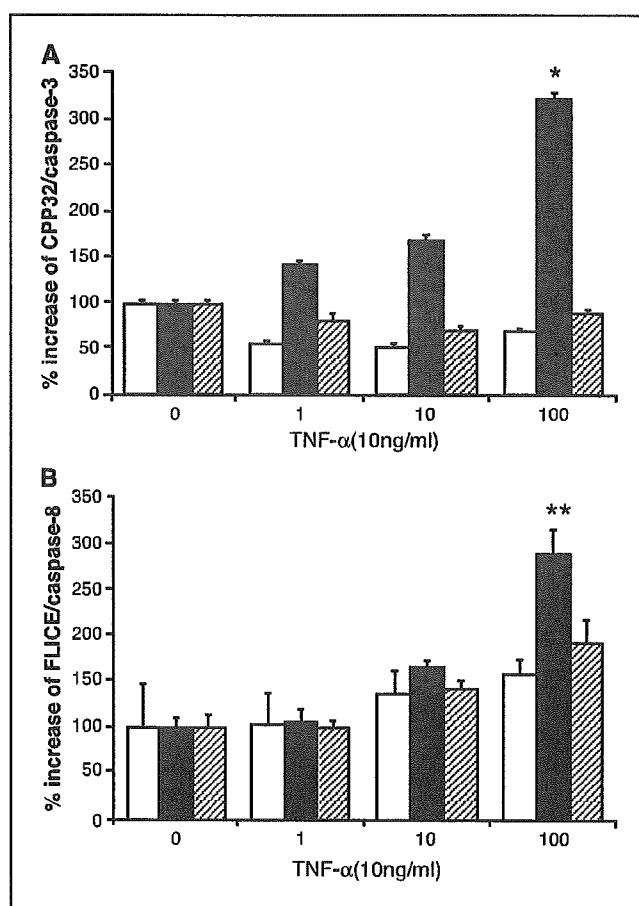 A
% increase of CPP32/caspase-3
350
300
250
200
150
100
50
0
*
0 1 10 100
TNF-α(10ng/ml)
B
% increase of FLICE/caspase-8
350
300
250
200
150
100
50
0
**
0 1 10 100
TNF-α(10ng/ml)